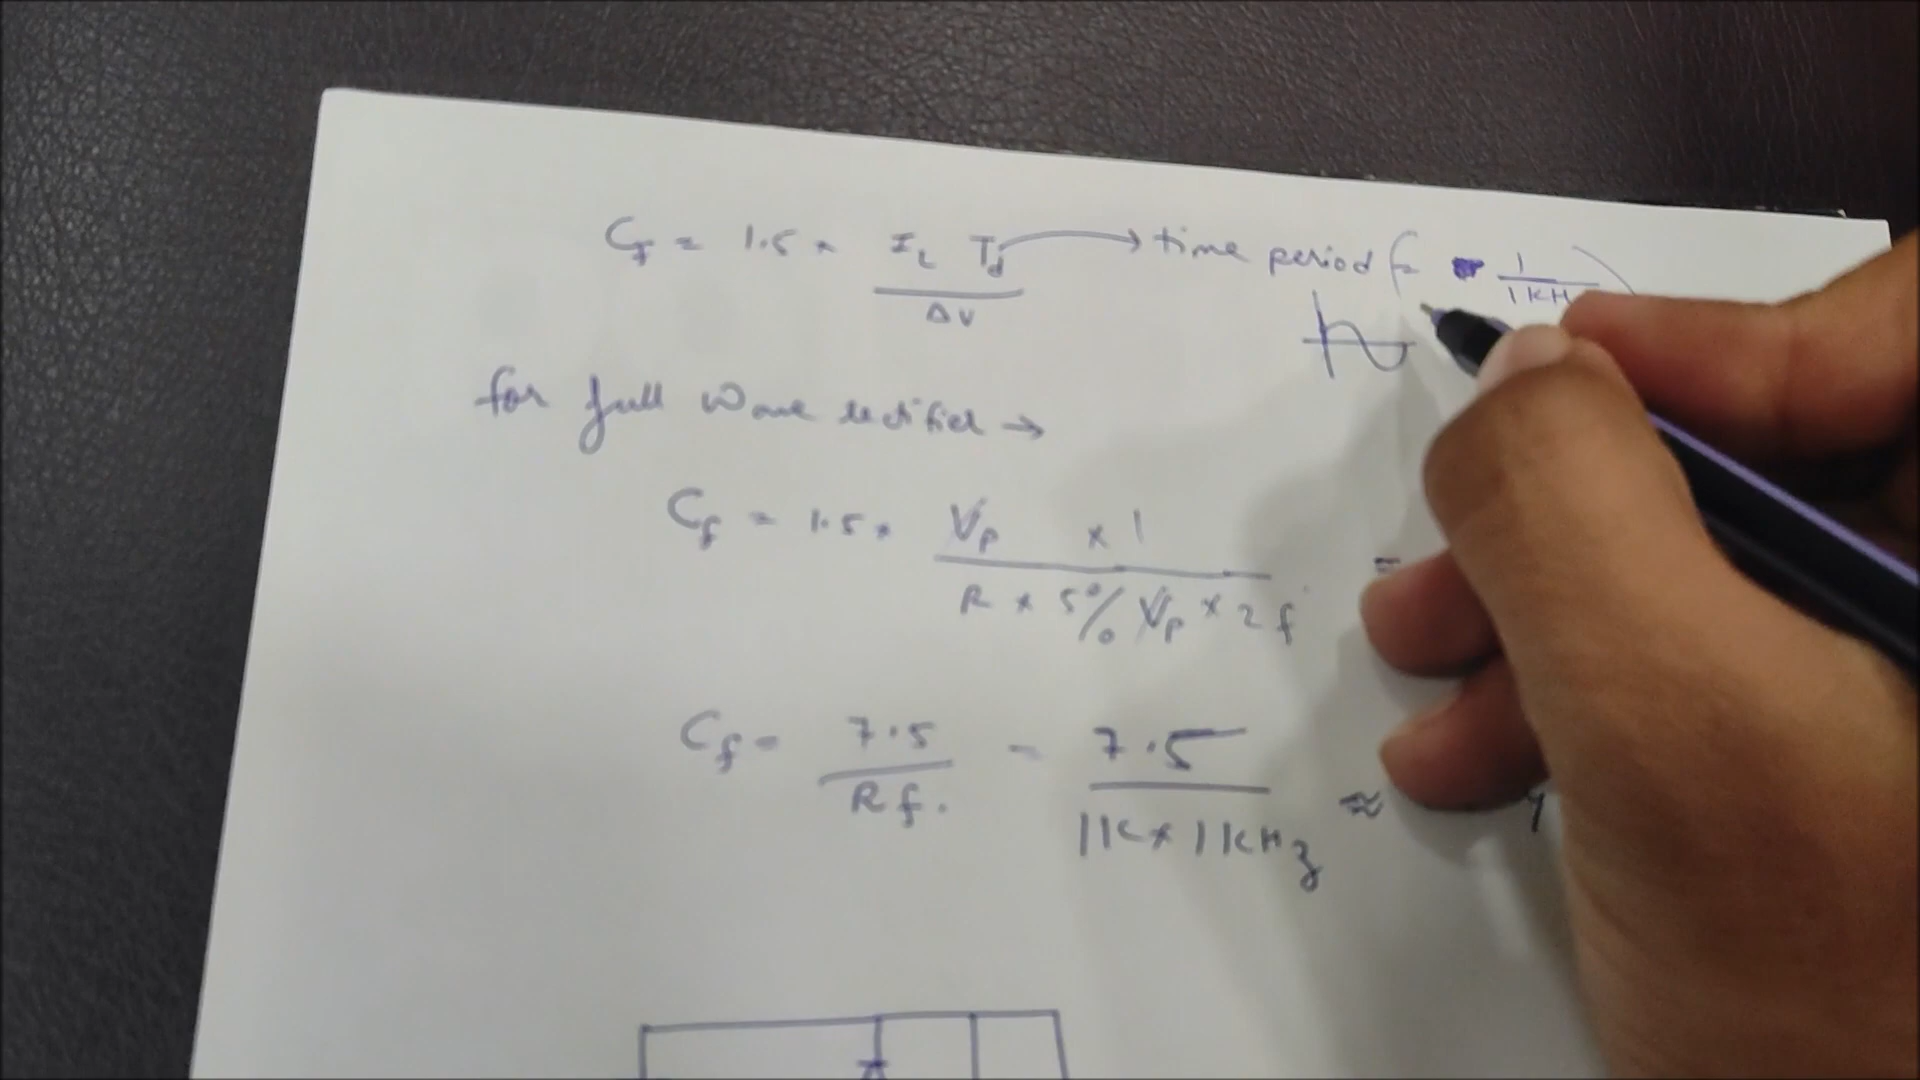 Cf = 1.5 × IL Td / ΔV → time period = 1 / 1KH
for full wave rectifier →
Cf = 1.5 × Vp × 1 / R × 5% Vp × 2f =
Cf = 7.5 / Rf. = 7.5 / 1K × 1KHz ≈